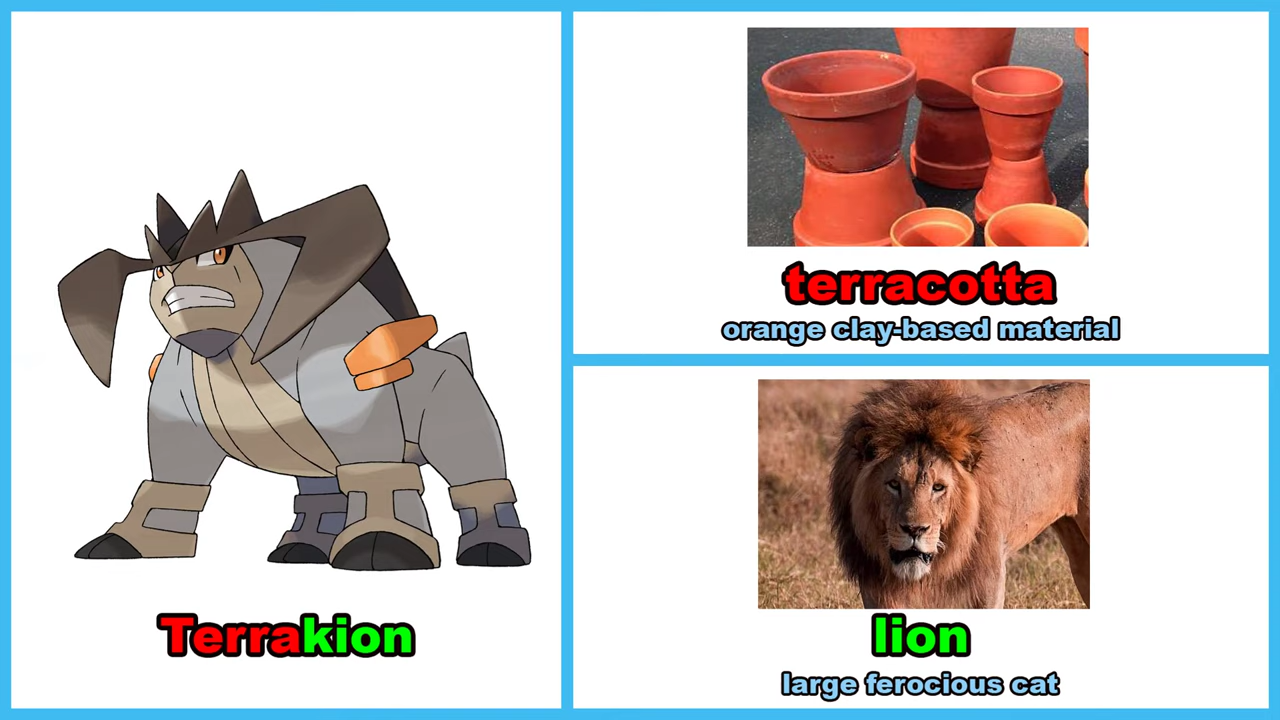 Terrakion
terracotta
orange clay-based material
lion
large ferocious cat